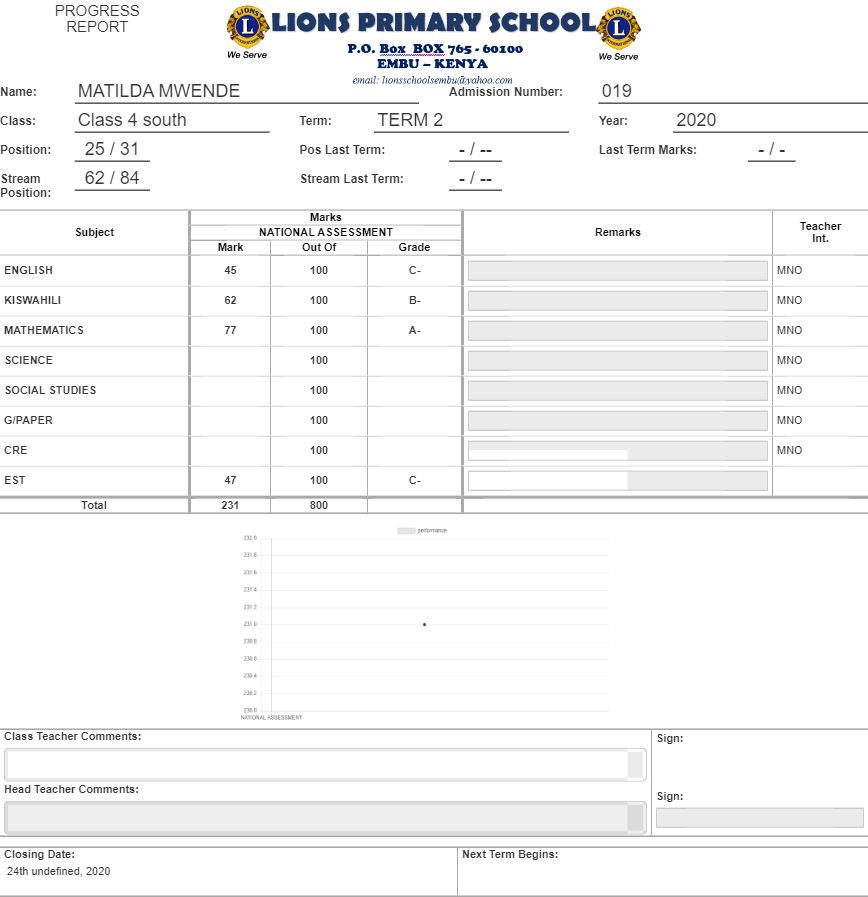 PROGRESS
REPORT
LIONS PRIMARY SCHOOL
P.O. Box BOX 765 - 60100
EMBU – KENYA
email: lionsschoolsembu@yahoo.com
LIONS
L
INTERNATIONAL
We Serve
LIONS
L
INTERNATIONAL
We Serve
Name: MATILDA MWENDE Admission Number: 019
Class: Class 4 south Term: TERM 2 Year: 2020
Position: 25 / 31 Pos Last Term: - / -- Last Term Marks: - / -
Stream Position: 62 / 84 Stream Last Term: - / --
Subject Marks Remarks Teacher Int.
NATIONAL ASSESSMENT
Mark Out Of Grade
ENGLISH 45 100 C- MNO
KISWAHILI 62 100 B- MNO
MATHEMATICS 77 100 A- MNO
SCIENCE 100 MNO
SOCIAL STUDIES 100 MNO
G/PAPER 100 MNO
CRE 100 MNO
EST 47 100 C-
Total 231 800
performance
232.0
231.8
231.6
231.4
231.2
231.0
230.8
230.6
230.4
230.2
230.0
NATIONAL ASSESSMENT
Class Teacher Comments: Sign:
Head Teacher Comments:
Sign:
Closing Date: Next Term Begins:
24th undefined, 2020